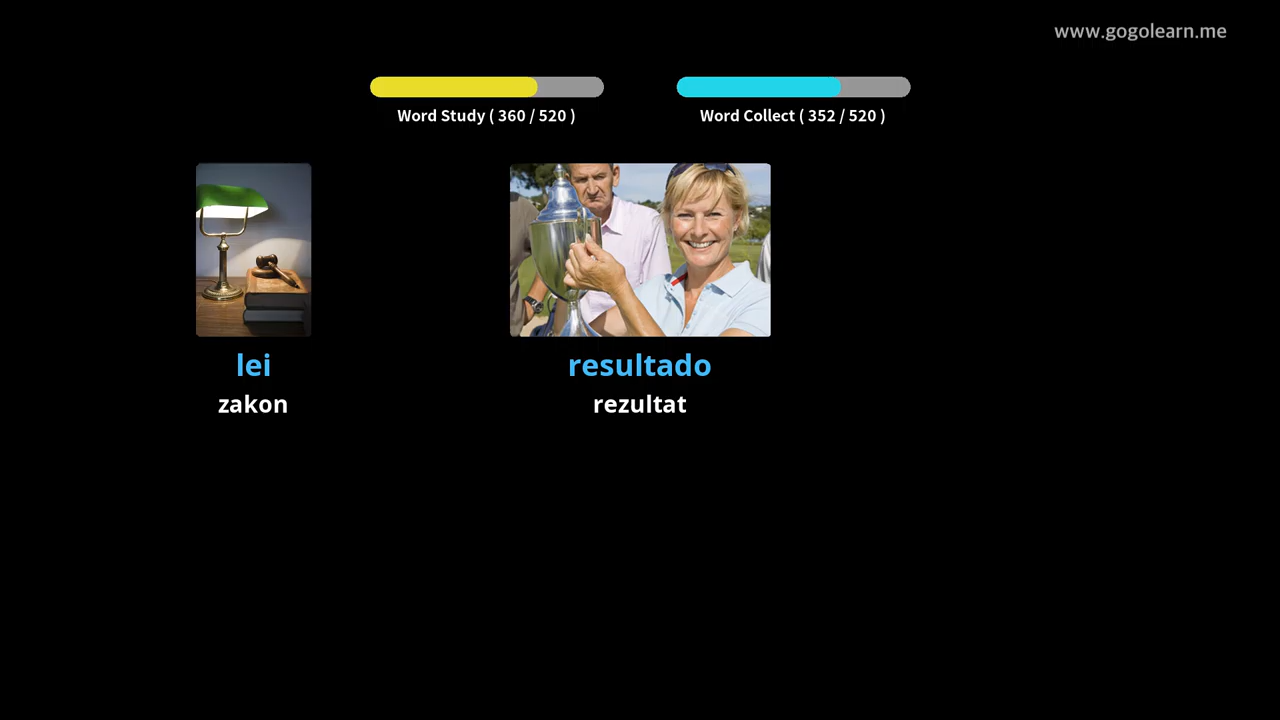 www.gogolearn.me
Word Study ( 360 / 520 )
Word Collect ( 352 / 520 )
lei
zakon
resultado
rezultat